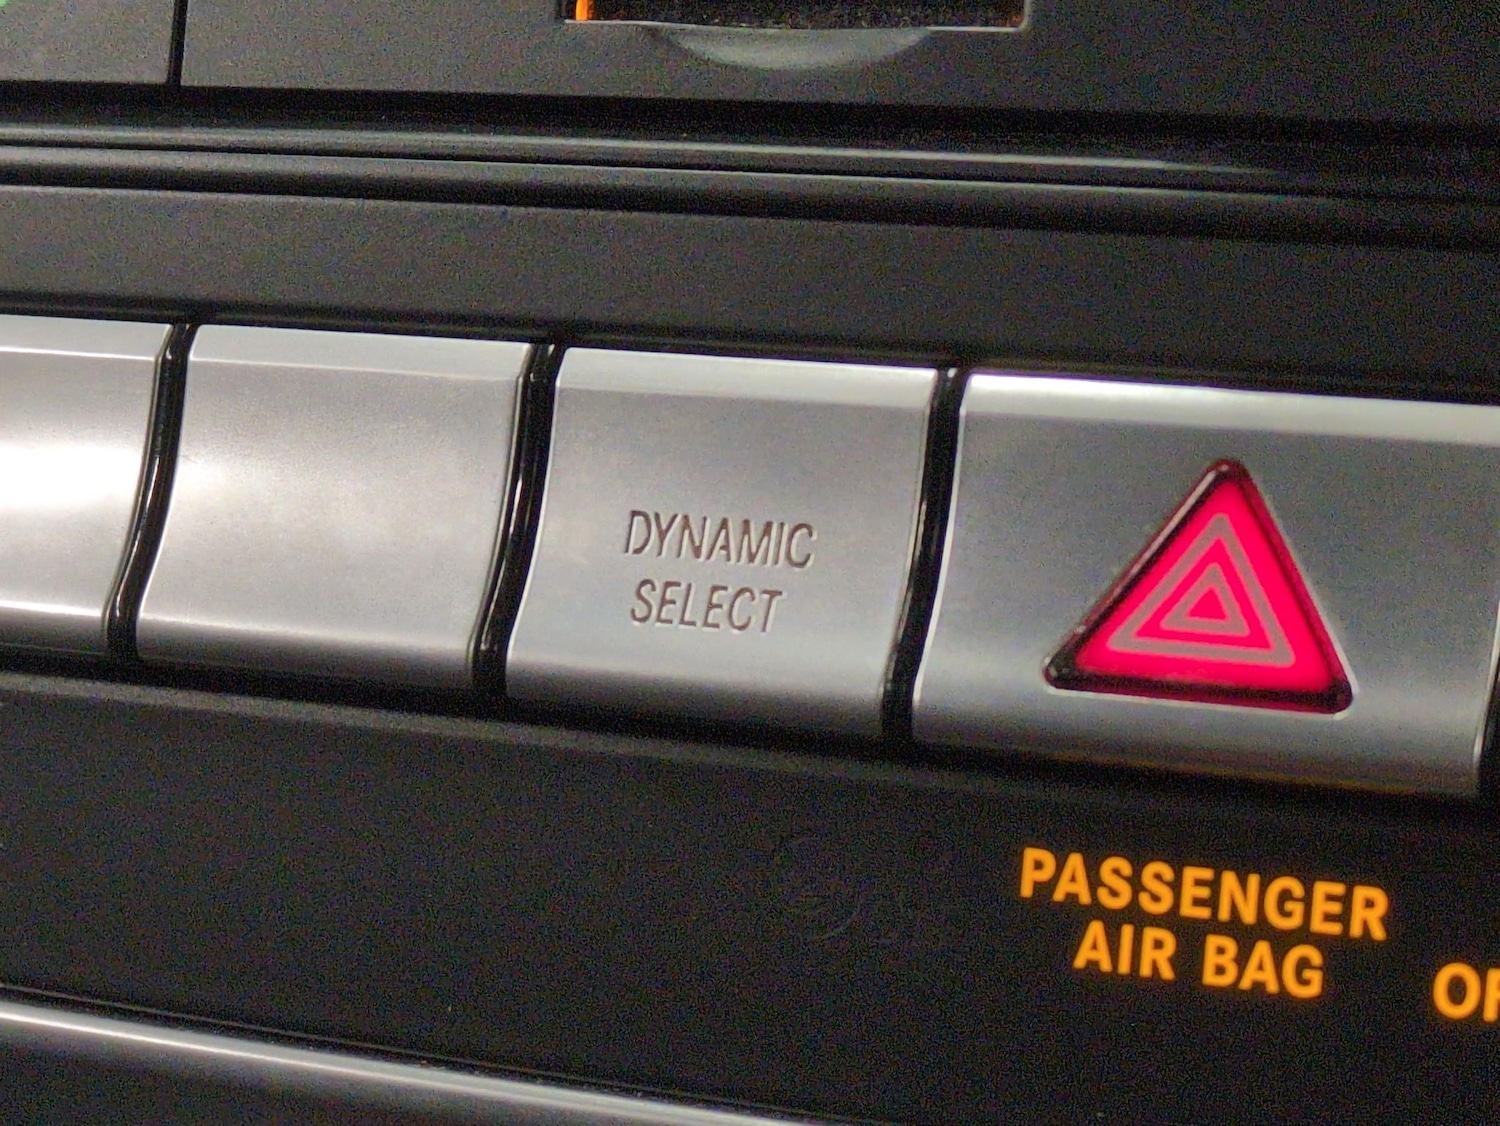 DYNAMIC
SELECT
PASSENGER
AIR BAG